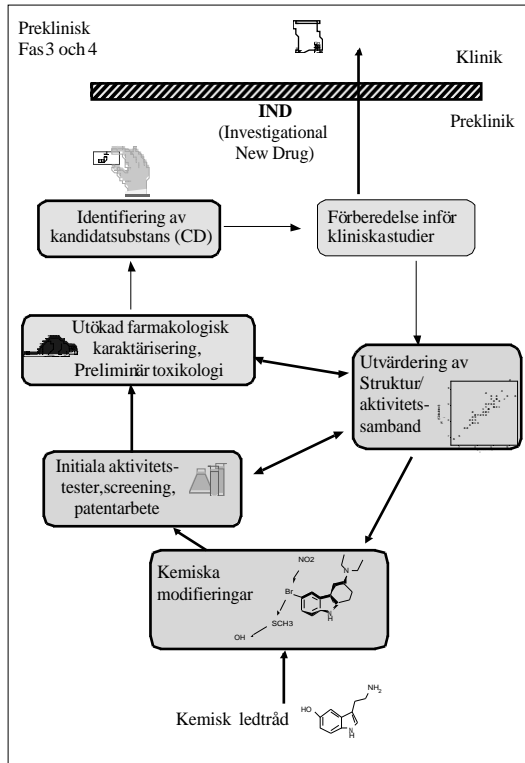 Preklinisk
Fas 3 och 4
Klinik
IND
(Investigational
New Drug)
Preklinik
Identifiering av
kandidatsubstans (CD)
Förberedelse inför
kliniska studier
Utökad farmakologisk
karaktärisering,
Preliminär toxikologi
Utvärdering av
Struktur/
aktivitets-
samband
Initiala aktivitets-
tester, screening,
patentarbete
Kemiska
modifieringar
NO2
N
Br
N
H
SCH3
OH
Kemisk ledtråd
NH2
HO
N
H